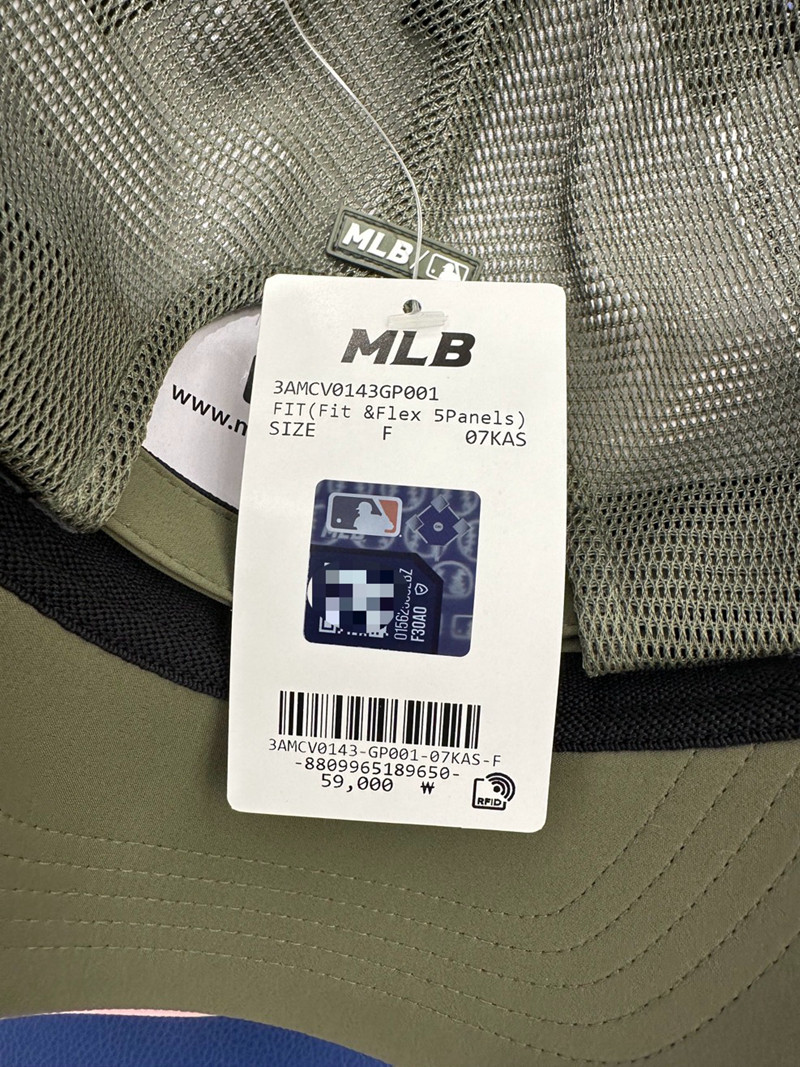 MLB
MLB
3AMCV0143GP001
FIT(Fit &Flex 5Panels)
SIZE F 07KAS
www.m
F30A0
3AMCV0143-GP001-07KAS-F
-8809965189650-
59,000 ₩
RFID